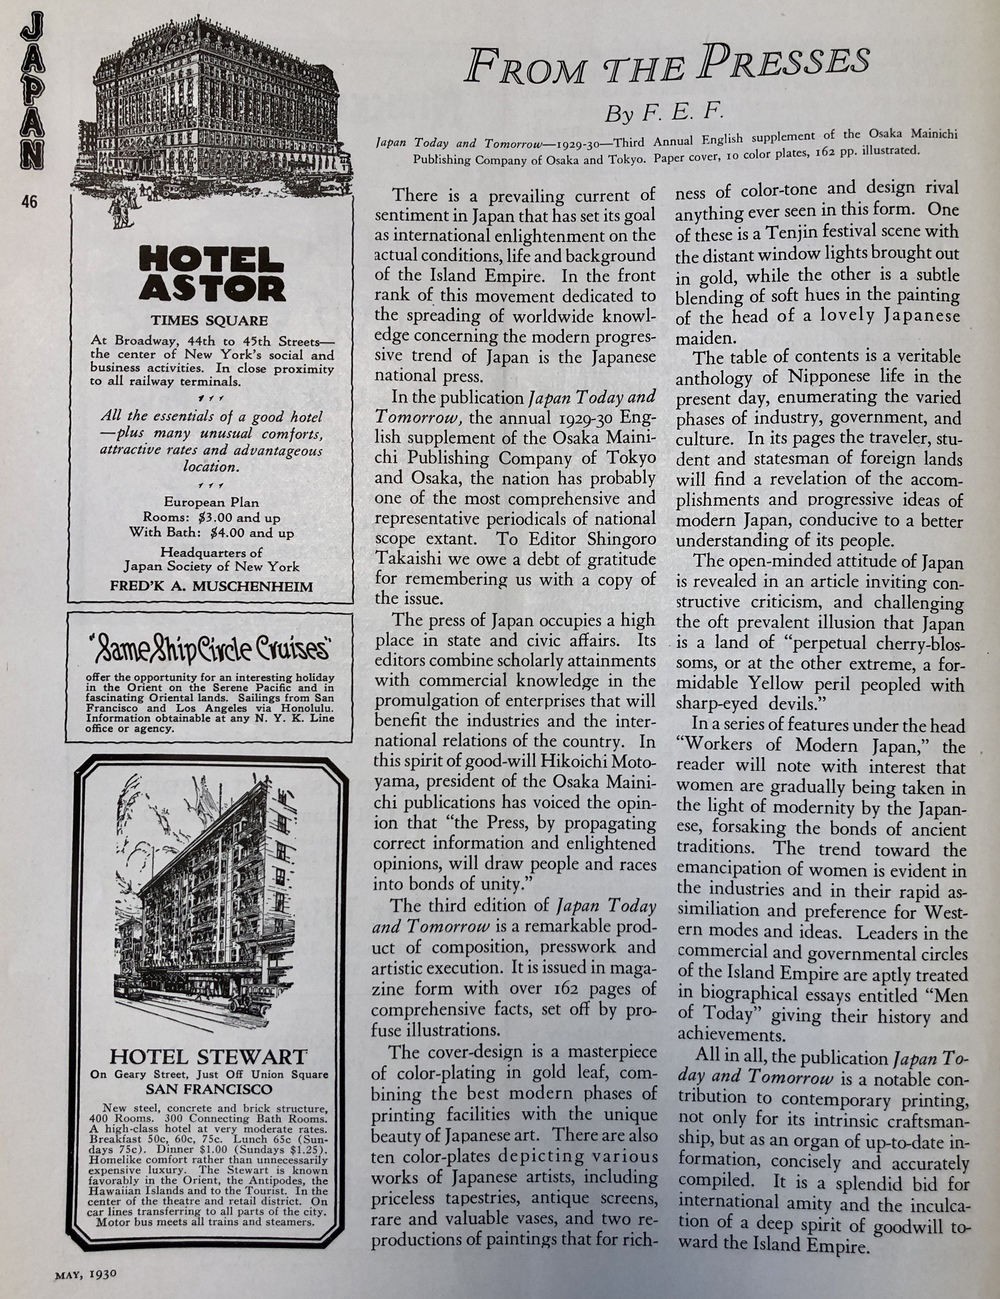 JAPAN
46
HOTEL
ASTOR
TIMES SQUARE
At Broadway, 44th to 45th Streets—
the center of New York's social and
business activities. In close proximity
to all railway terminals.
All the essentials of a good hotel
—plus many unusual comforts,
attractive rates and advantageous
location.
European Plan
Rooms: $3.00 and up
With Bath: $4.00 and up
Headquarters of
Japan Society of New York
FRED'K A. MUSCHENHEIM
"Same Ship Circle Cruises"
offer the opportunity for an interesting holiday
in the Orient on the Serene Pacific and in
fascinating Oriental lands. Sailings from San
Francisco and Los Angeles via Honolulu.
Information obtainable at any N. Y. K. Line
office or agency.
HOTEL STEWART
On Geary Street, Just Off Union Square
SAN FRANCISCO
New steel, concrete and brick structure,
400 Rooms. 300 Connecting Bath Rooms.
A high-class hotel at very moderate rates.
Breakfast 50c, 60c, 75c. Lunch 65c (Sun-
days 75c). Dinner $1.00 (Sundays $1.25).
Homelike comfort rather than unnecessarily
expensive luxury. The Stewart is known
favorably in the Orient, the Antipodes, the
Hawaiian Islands and to the Tourist. In the
center of the theatre and retail district. On
car lines transferring to all parts of the city.
Motor bus meets all trains and steamers.
MAY, 1930
FROM THE PRESSES
By F. E. F.
Japan Today and Tomorrow—1929-30—Third Annual English supplement of the Osaka Mainichi
Publishing Company of Osaka and Tokyo. Paper cover, 10 color plates, 162 pp. illustrated.
There is a prevailing current of
sentiment in Japan that has set its goal
as international enlightenment on the
actual conditions, life and background
of the Island Empire. In the front
rank of this movement dedicated to
the spreading of worldwide knowl-
edge concerning the modern progres-
sive trend of Japan is the Japanese
national press.
In the publication Japan Today and
Tomorrow, the annual 1929-30 Eng-
lish supplement of the Osaka Maini-
chi Publishing Company of Tokyo
and Osaka, the nation has probably
one of the most comprehensive and
representative periodicals of national
scope extant. To Editor Shingoro
Takaishi we owe a debt of gratitude
for remembering us with a copy of
the issue.
The press of Japan occupies a high
place in state and civic affairs. Its
editors combine scholarly attainments
with commercial knowledge in the
promulgation of enterprises that will
benefit the industries and the inter-
national relations of the country. In
this spirit of good-will Hikoichi Moto-
yama, president of the Osaka Maini-
chi publications has voiced the opin-
ion that "the Press, by propagating
correct information and enlightened
opinions, will draw people and races
into bonds of unity."
The third edition of Japan Today
and Tomorrow is a remarkable prod-
uct of composition, presswork and
artistic execution. It is issued in maga-
zine form with over 162 pages of
comprehensive facts, set off by pro-
fuse illustrations.
The cover-design is a masterpiece
of color-plating in gold leaf, com-
bining the best modern phases of
printing facilities with the unique
beauty of Japanese art. There are also
ten color-plates depicting various
works of Japanese artists, including
priceless tapestries, antique screens,
rare and valuable vases, and two re-
productions of paintings that for rich-
ness of color-tone and design rival
anything ever seen in this form. One
of these is a Tenjin festival scene with
the distant window lights brought out
in gold, while the other is a subtle
blending of soft hues in the painting
of the head of a lovely Japanese
maiden.
The table of contents is a veritable
anthology of Nipponese life in the
present day, enumerating the varied
phases of industry, government, and
culture. In its pages the traveler, stu-
dent and statesman of foreign lands
will find a revelation of the accom-
plishments and progressive ideas of
modern Japan, conducive to a better
understanding of its people.
The open-minded attitude of Japan
is revealed in an article inviting con-
structive criticism, and challenging
the oft prevalent illusion that Japan
is a land of "perpetual cherry-blos-
soms, or at the other extreme, a for-
midable Yellow peril peopled with
sharp-eyed devils."
In a series of features under the head
"Workers of Modern Japan," the
reader will note with interest that
women are gradually being taken in
the light of modernity by the Japan-
ese, forsaking the bonds of ancient
traditions. The trend toward the
emancipation of women is evident in
the industries and in their rapid as-
similiation and preference for West-
ern modes and ideas. Leaders in the
commercial and governmental circles
of the Island Empire are aptly treated
in biographical essays entitled "Men
of Today" giving their history and
achievements.
All in all, the publication Japan To-
day and Tomorrow is a notable con-
tribution to contemporary printing,
not only for its intrinsic craftsman-
ship, but as an organ of up-to-date in-
formation, concisely and accurately
compiled. It is a splendid bid for
international amity and the inculca-
tion of a deep spirit of goodwill to-
ward the Island Empire.